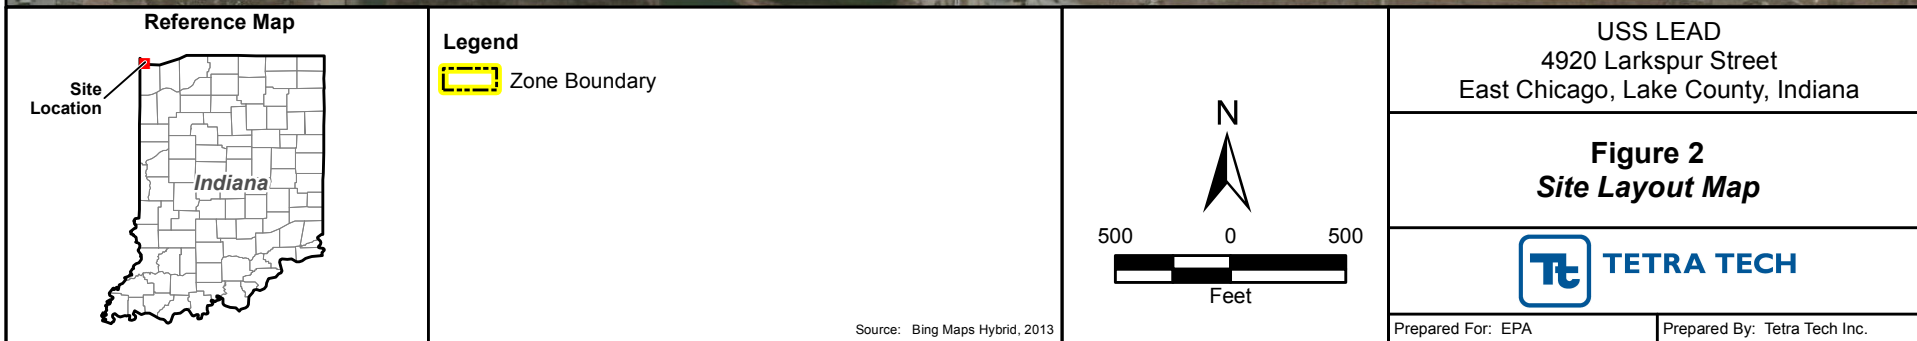 Reference Map
Site
Location
Indiana
Legend
Zone Boundary
Source: Bing Maps Hybrid, 2013
N
500 0 500
Feet
USS LEAD
4920 Larkspur Street
East Chicago, Lake County, Indiana
Figure 2
Site Layout Map
Tt TETRA TECH
Prepared For: EPA
Prepared By: Tetra Tech Inc.